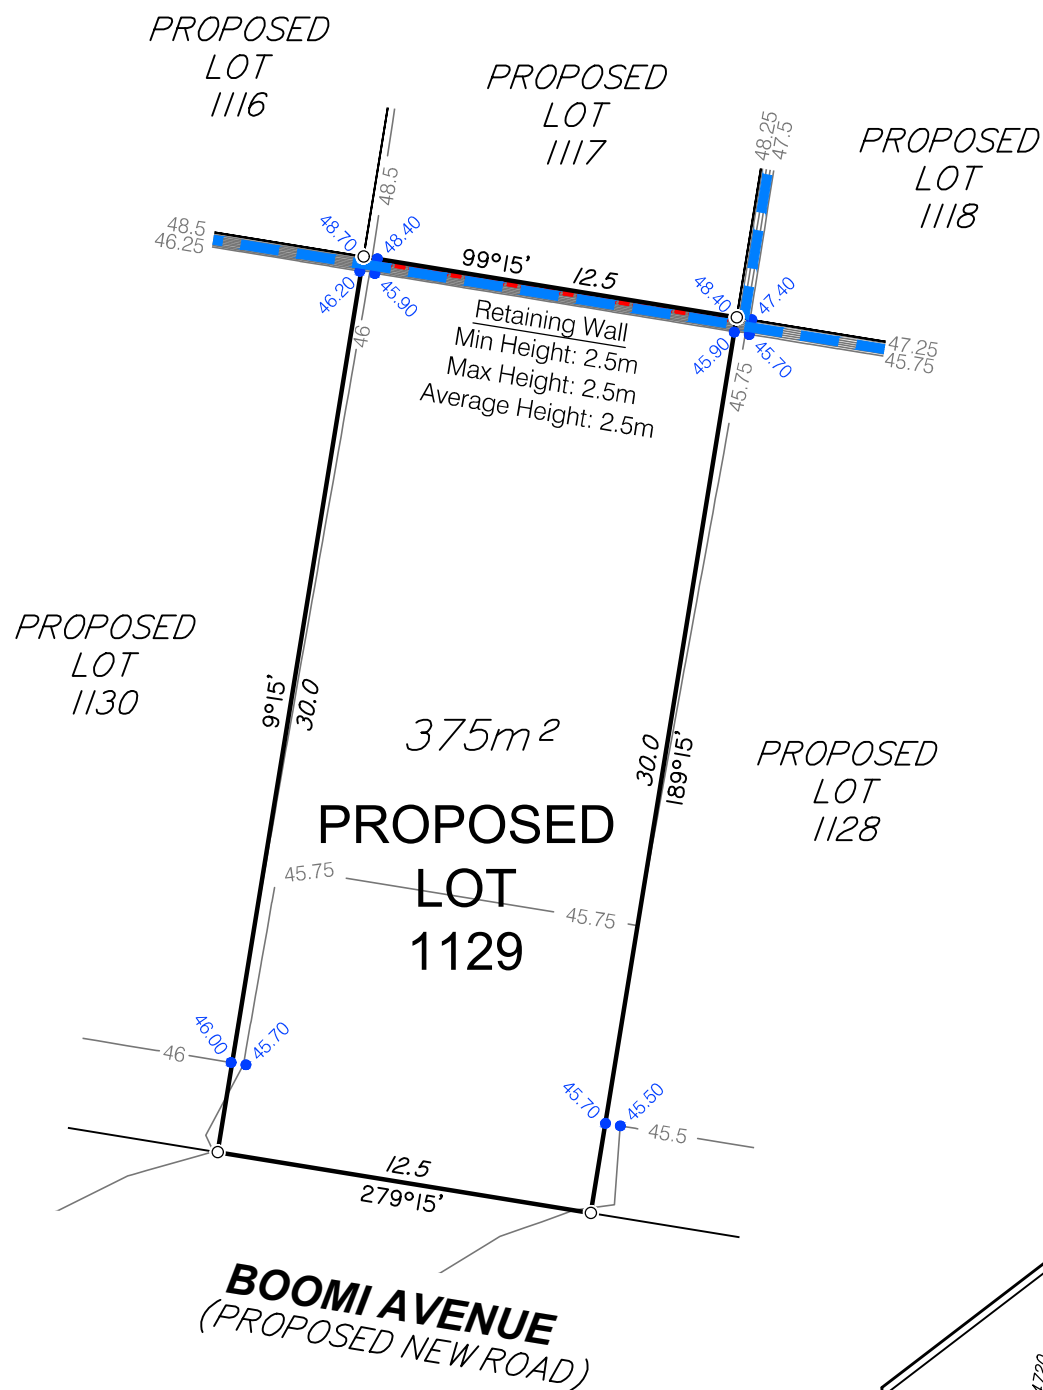 PROPOSED
LOT
1116
PROPOSED
LOT
1117
PROPOSED
LOT
1118
48.5
48.25
47.5
48.5
46.25
48.70
48.40
46.20
45.90
99°15'
12.5
48.40
47.40
45.90
45.70
47.25
45.75
Retaining Wall
Min Height: 2.5m
Max Height: 2.5m
Average Height: 2.5m
46
45.75
PROPOSED
LOT
1130
9°15'
30.0
375m²
30.0
189°15'
PROPOSED
LOT
1128
PROPOSED
LOT
1129
45.75
45.75
46
46.00
45.70
45.70
45.50
45.5
12.5
279°15'
BOOMI AVENUE
(PROPOSED NEW ROAD)
4720